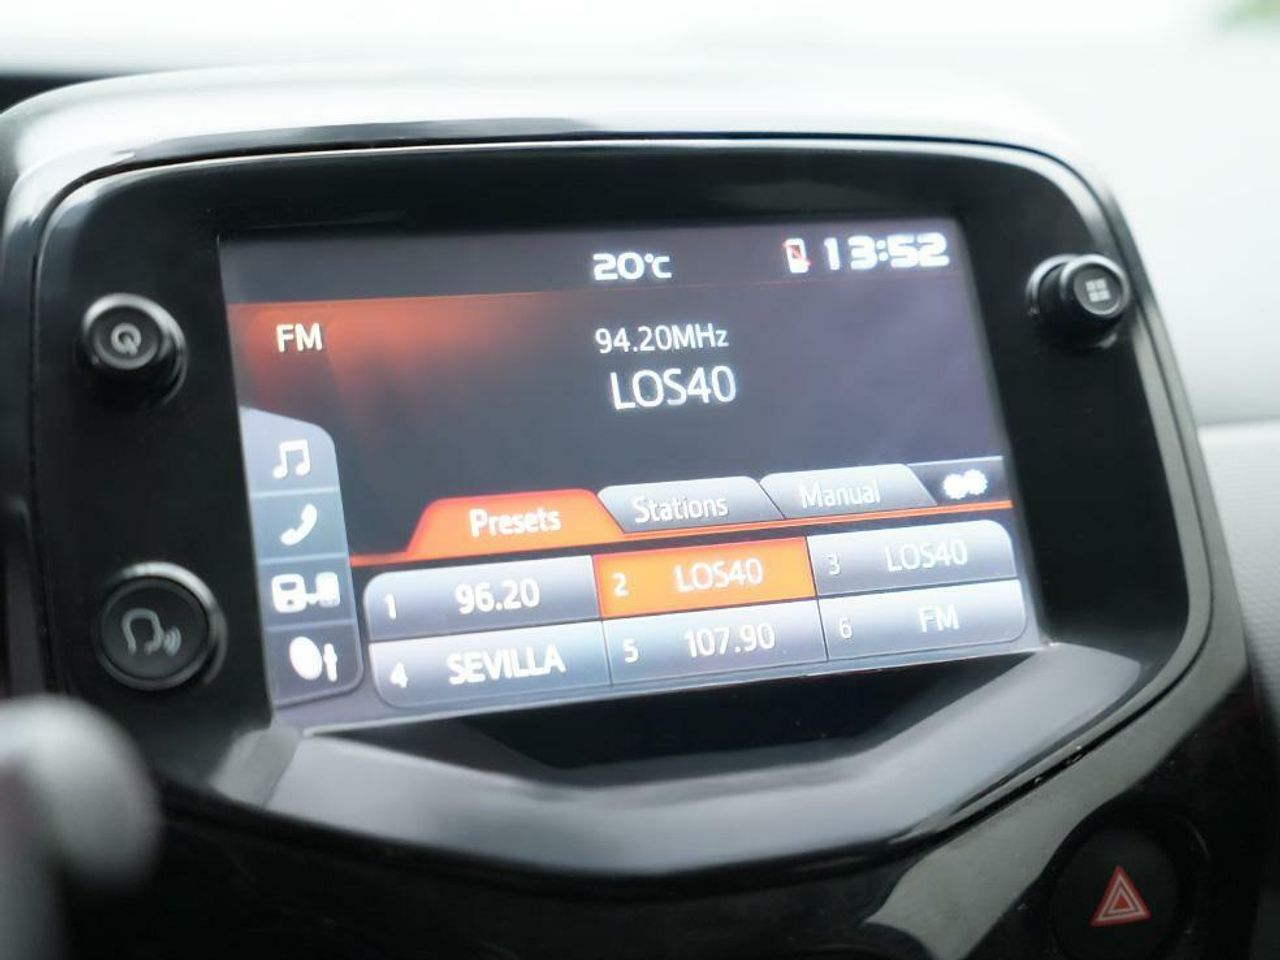 20°C 13:52
FM
94.20MHz
LOS40
Presets Stations Manual
1 96.20 2 LOS40 3 LOS40
4 SEVILLA 5 107.90 6 FM